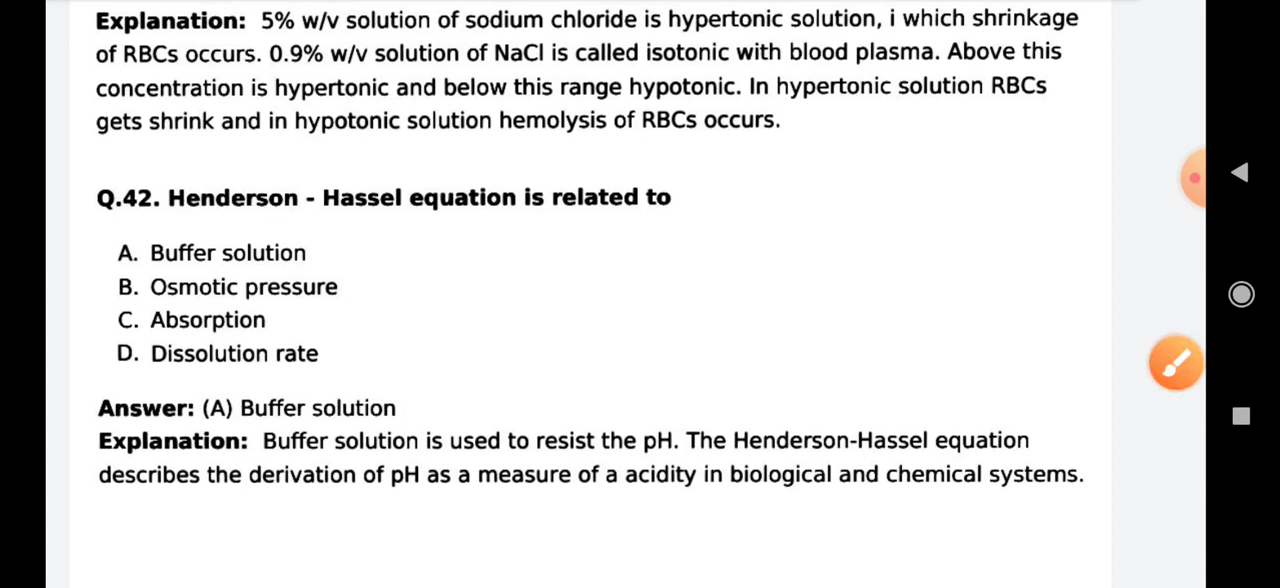 Explanation: 5% w/v solution of sodium chloride is hypertonic solution, i which shrinkage
of RBCs occurs. 0.9% w/v solution of NaCl is called isotonic with blood plasma. Above this
concentration is hypertonic and below this range hypotonic. In hypertonic solution RBCs
gets shrink and in hypotonic solution hemolysis of RBCs occurs.
Q.42. Henderson - Hassel equation is related to
A. Buffer solution
B. Osmotic pressure
C. Absorption
D. Dissolution rate
Answer: (A) Buffer solution
Explanation: Buffer solution is used to resist the pH. The Henderson-Hassel equation
describes the derivation of pH as a measure of a acidity in biological and chemical systems.